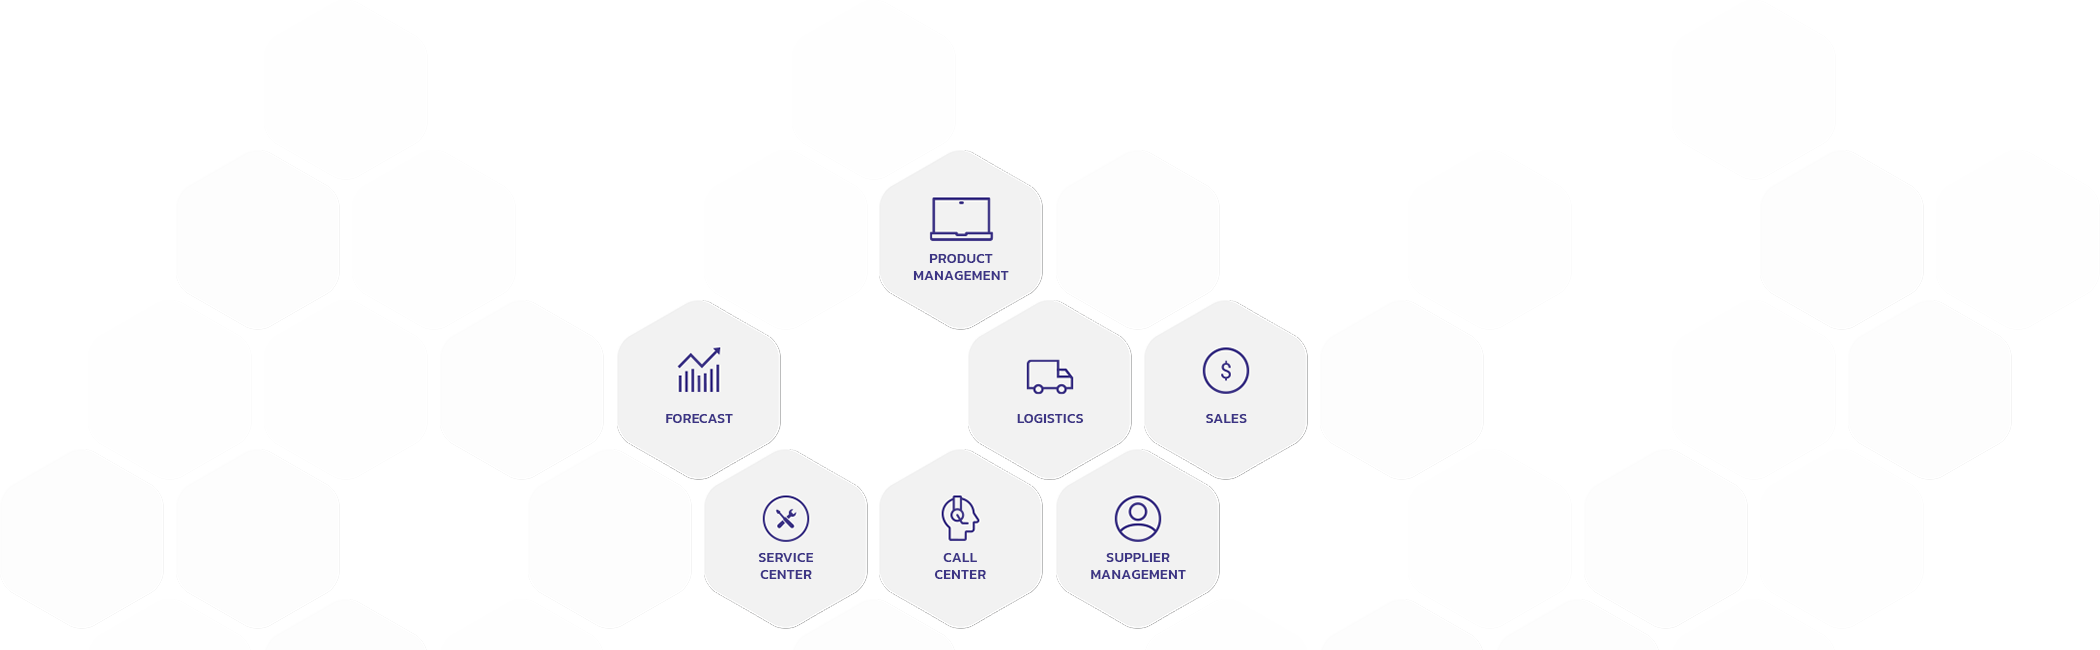 PRODUCT
MANAGEMENT
FORECAST
LOGISTICS
SALES
SERVICE
CENTER
CALL
CENTER
SUPPLIER
MANAGEMENT